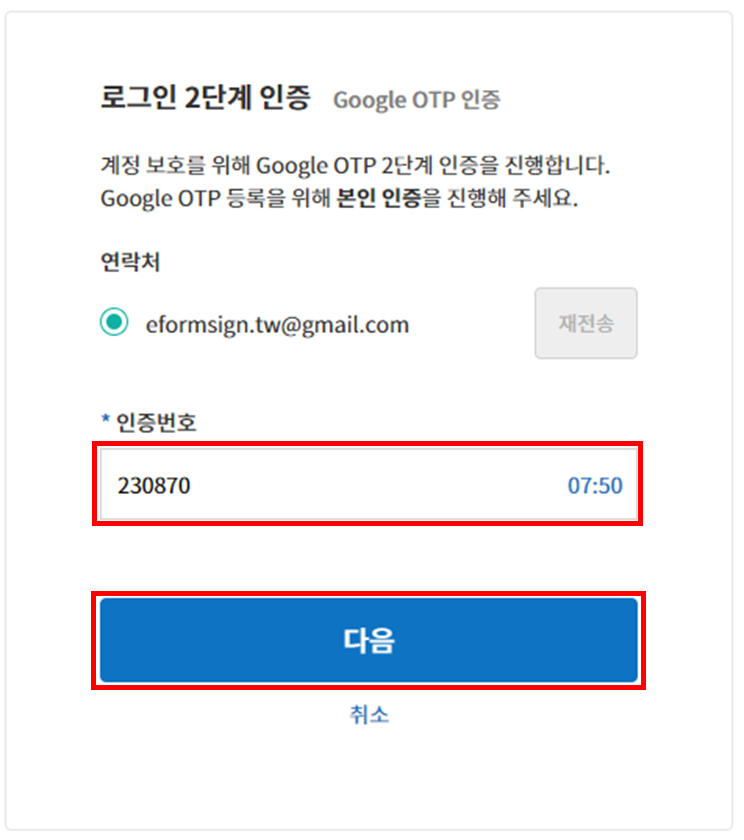 로그인 2단계 인증 Google OTP 인증
계정 보호를 위해 Google OTP 2단계 인증을 진행합니다.
Google OTP 등록을 위해 본인 인증을 진행해 주세요.
연락처
eformsign.tw@gmail.com 재전송
* 인증번호
230870 07:50
다음
취소